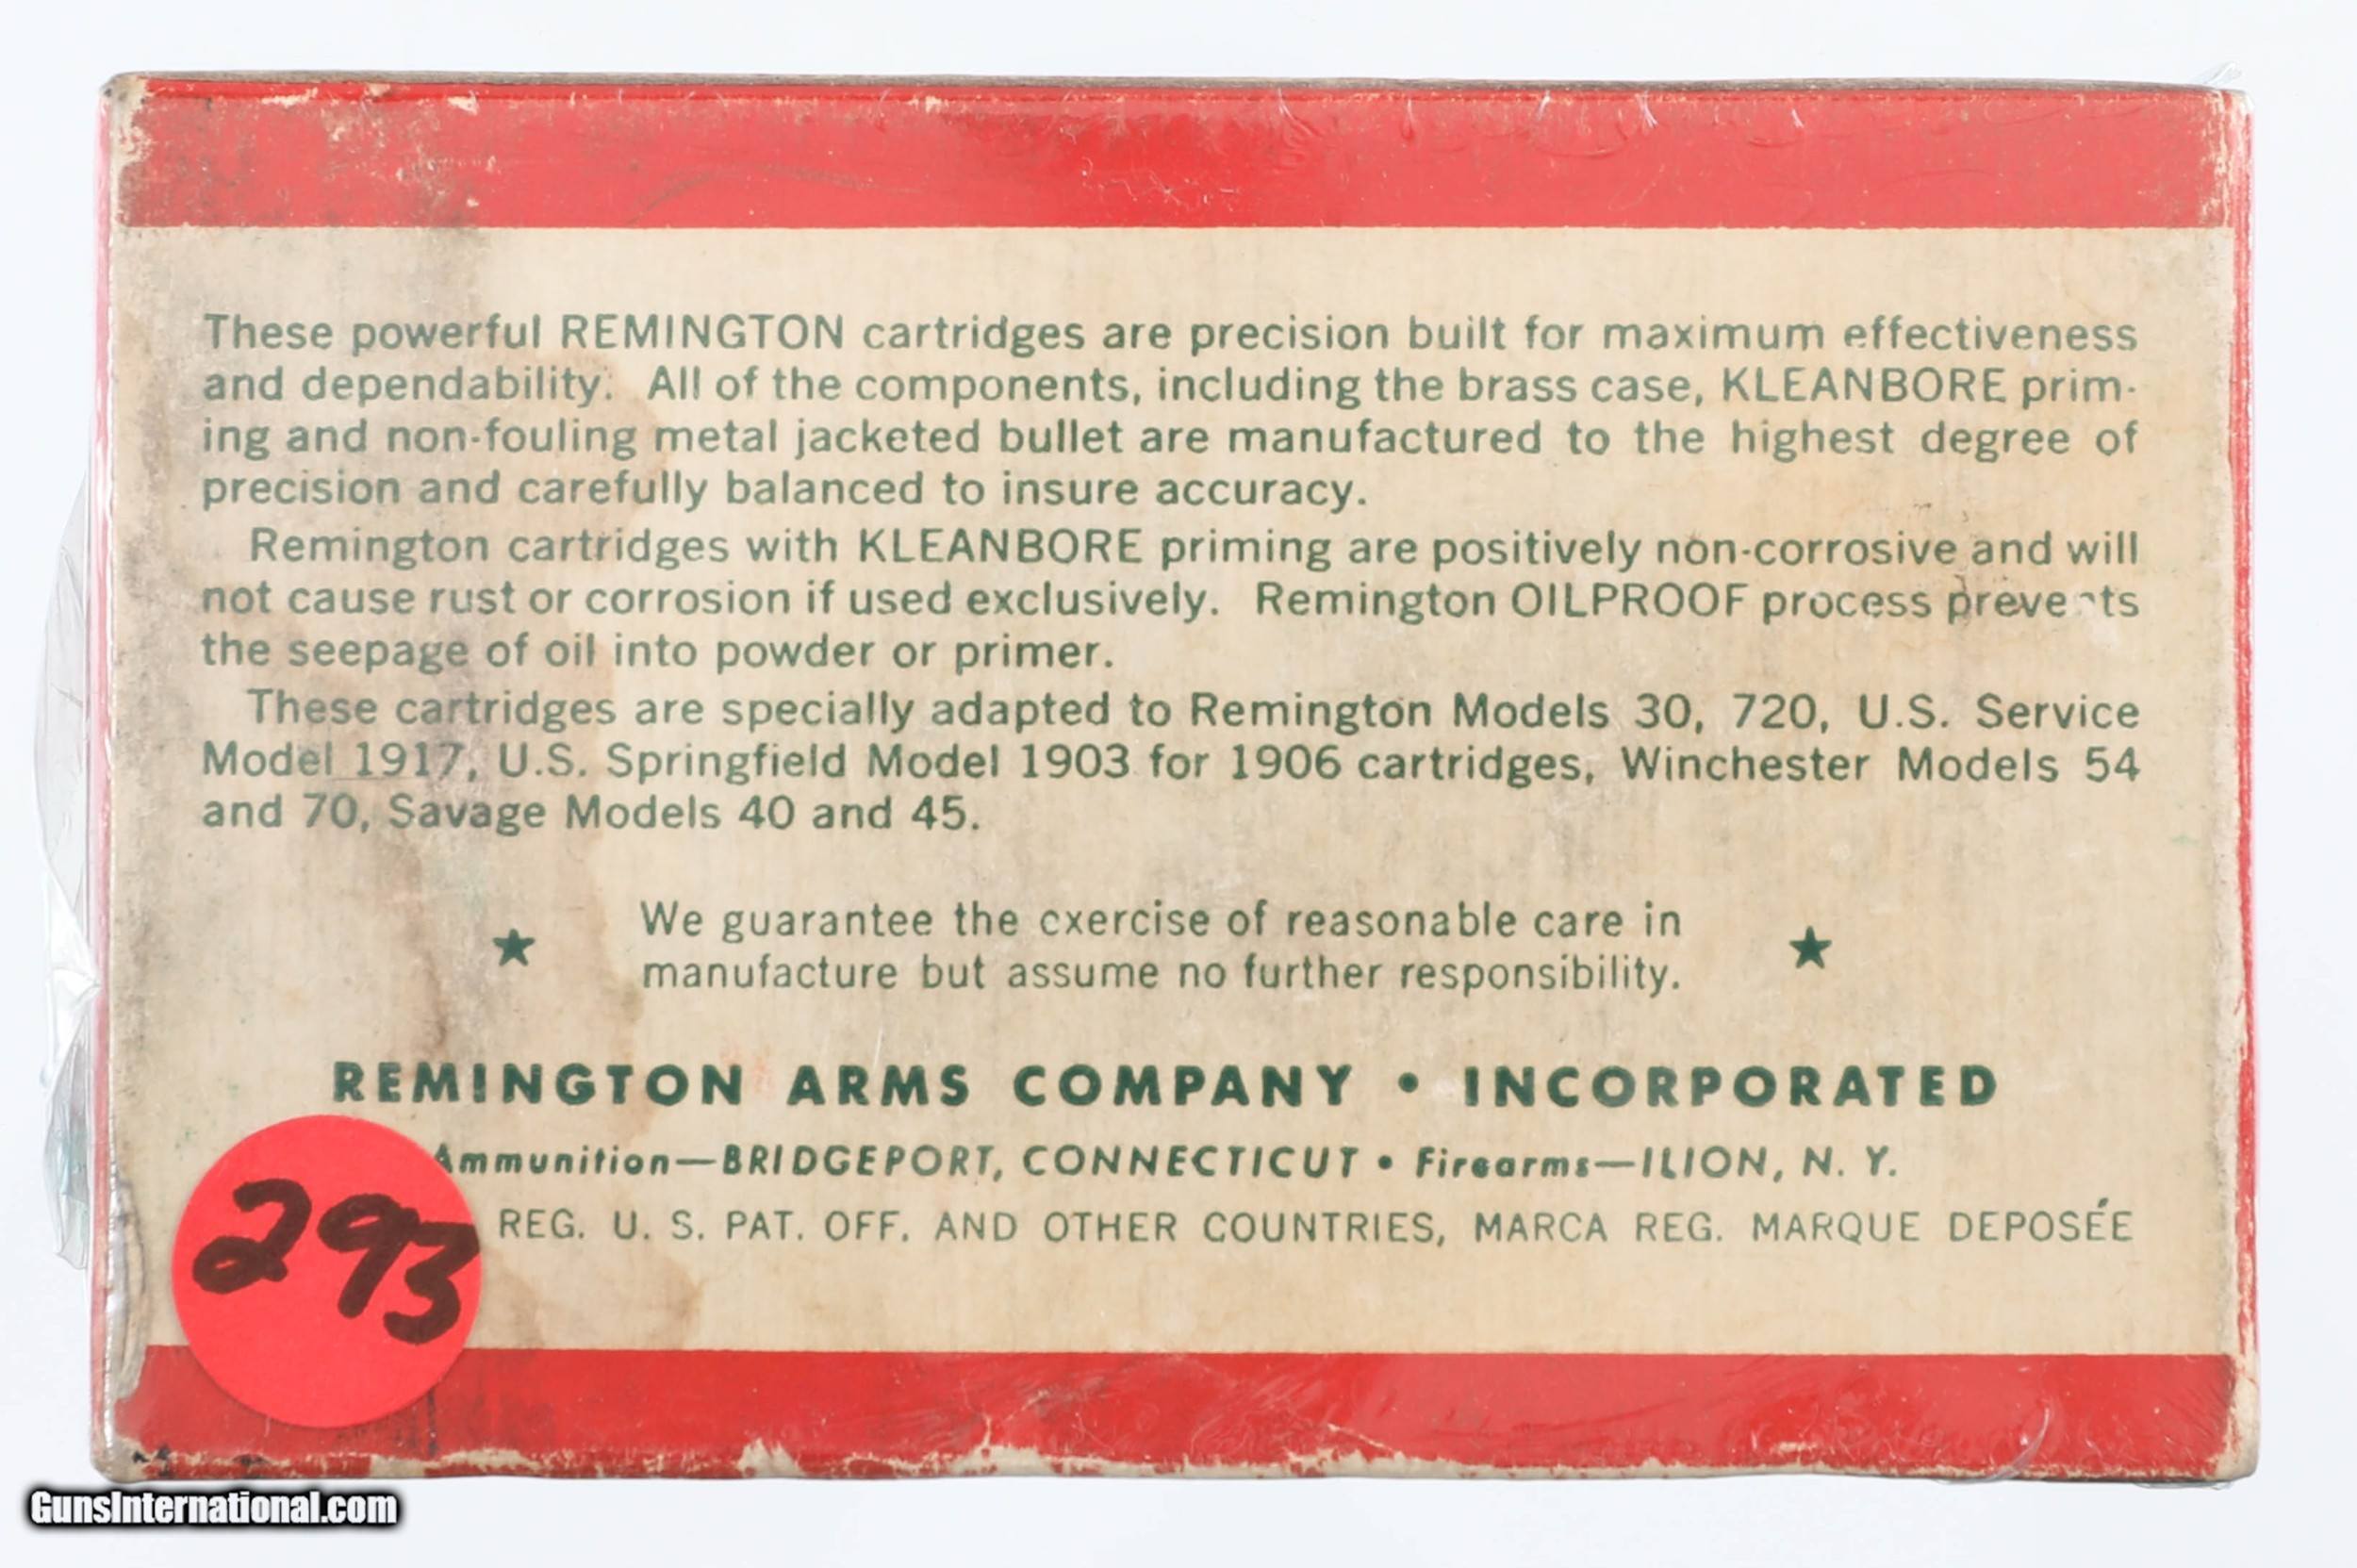 These powerful REMINGTON cartridges are precision built for maximum effectiveness
and dependability. All of the components, including the brass case, KLEANBORE prim-
ing and non-fouling metal jacketed bullet are manufactured to the highest degree of
precision and carefully balanced to insure accuracy.
Remington cartridges with KLEANBORE priming are positively non-corrosive and will
not cause rust or corrosion if used exclusively. Remington OILPROOF process prevents
the seepage of oil into powder or primer.
These cartridges are specially adapted to Remington Models 30, 720, U.S. Service
Model 1917, U.S. Springfield Model 1903 for 1906 cartridges, Winchester Models 54
and 70, Savage Models 40 and 45.
★ We guarantee the exercise of reasonable care in ★
manufacture but assume no further responsibility.
REMINGTON ARMS COMPANY • INCORPORATED
Ammunition—BRIDGEPORT, CONNECTICUT • Firearms—ILION, N. Y.
REG. U. S. PAT. OFF. AND OTHER COUNTRIES, MARCA REG. MARQUE DEPOSÉE
293
GunsInternational.com